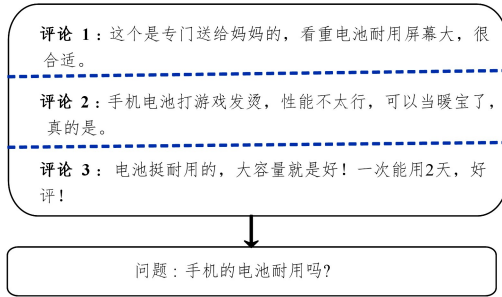 评论 1：这个是专门送给妈妈的，看重电池耐用屏幕大，很
合适。
评论 2：手机电池打游戏发烫，性能不太行，可以当暖宝了，
真的是。
评论 3： 电池挺耐用的，大容量就是好！一次能用2天，好
评！
问题：手机的电池耐用吗?